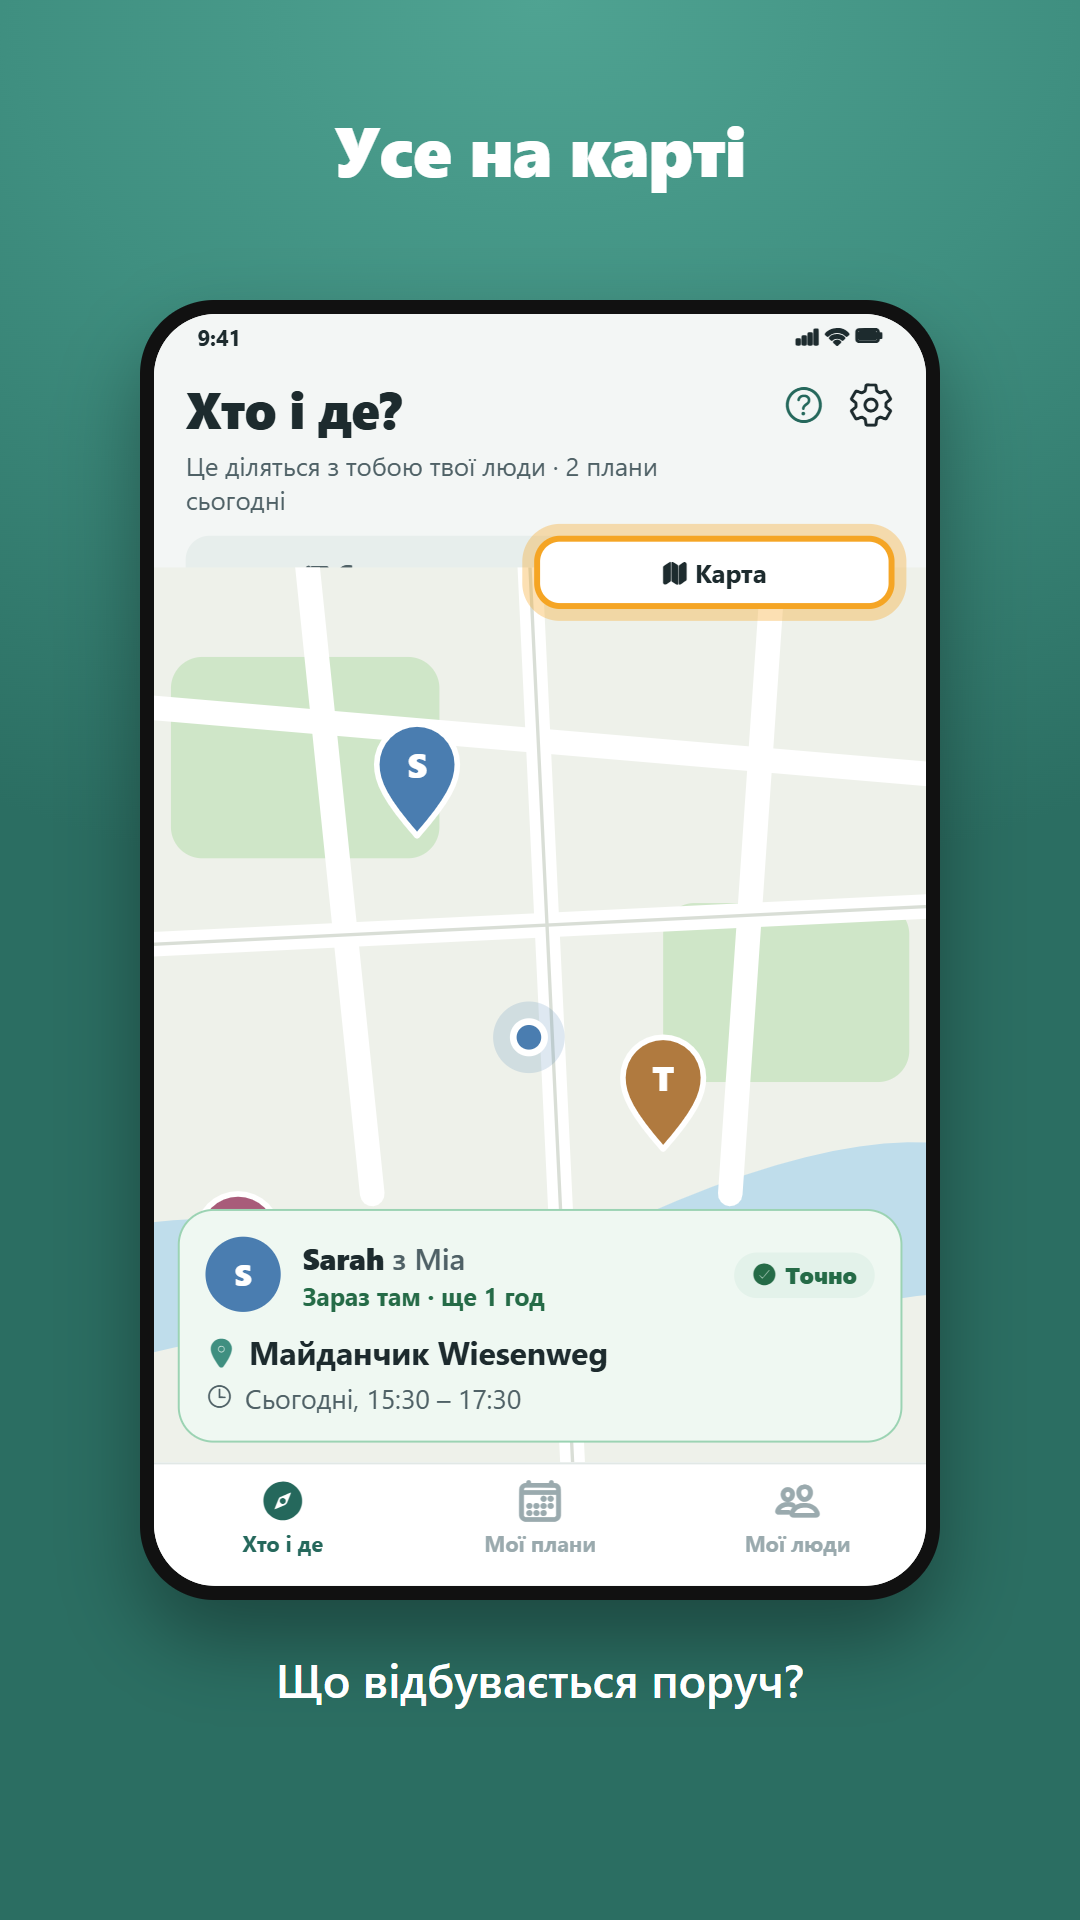 Усе на карті
9:41
Хто і де?
Це діляться з тобою твої люди · 2 плани
сьогодні
Карта
S
T
S
Sarah з Mia
Зараз там · ще 1 год
Точно
Майданчик Wiesenweg
Сьогодні, 15:30 – 17:30
Хто і де
Мої плани
Мої люди
Що відбувається поруч?